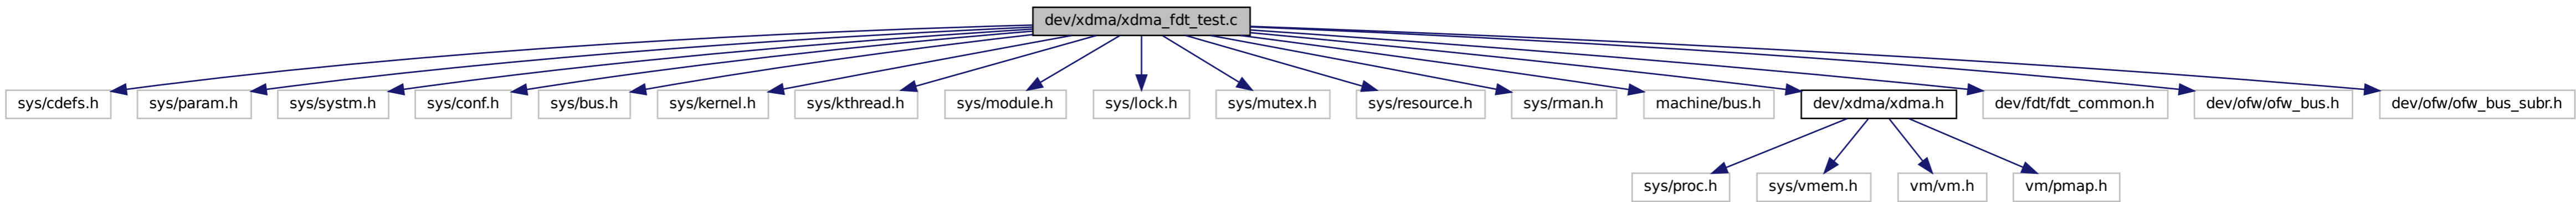 dev/xdma/xdma_fdt_test.c
sys/cdefs.h
sys/param.h
sys/systm.h
sys/conf.h
sys/bus.h
sys/kernel.h
sys/kthread.h
sys/module.h
sys/lock.h
sys/mutex.h
sys/resource.h
sys/rman.h
machine/bus.h
dev/xdma/xdma.h
dev/fdt/fdt_common.h
dev/ofw/ofw_bus.h
dev/ofw/ofw_bus_subr.h
sys/proc.h
sys/vmem.h
vm/vm.h
vm/pmap.h